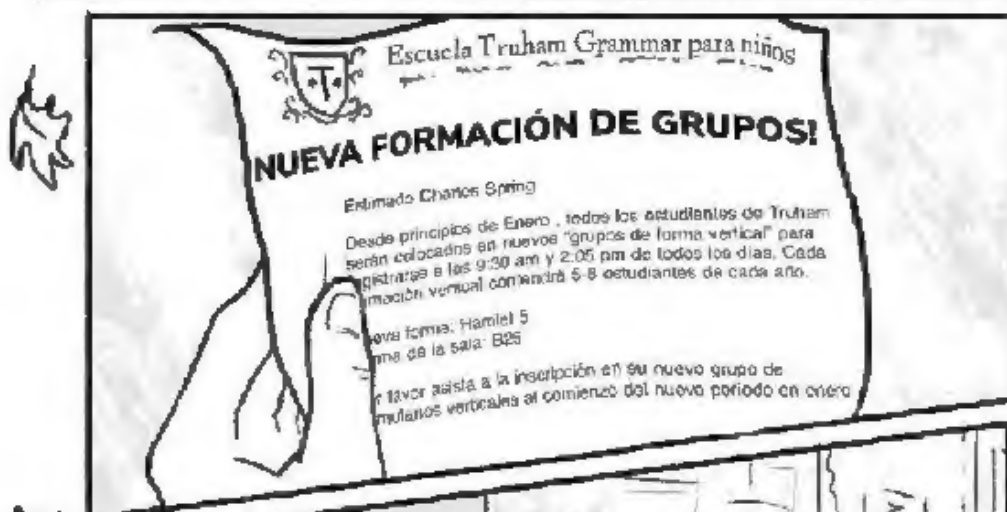 Escuela Truham Grammar para niños
¡NUEVA FORMACIÓN DE GRUPOS!
Estimado Charles Spring
Desde principios de Enero , todos los estudiantes de Truham
serán colocados en nuevos "grupos de forma vertical" para
registrarse a las 9:30 am y 2:05 pm de todos los días. Cada
formación vertical contendrá 5-8 estudiantes de cada año.
forma: Hamlet 5
de la sala: B25
favor asista a la inscripción en su nuevo grupo de
verticales al comienzo del nuevo periodo en enero